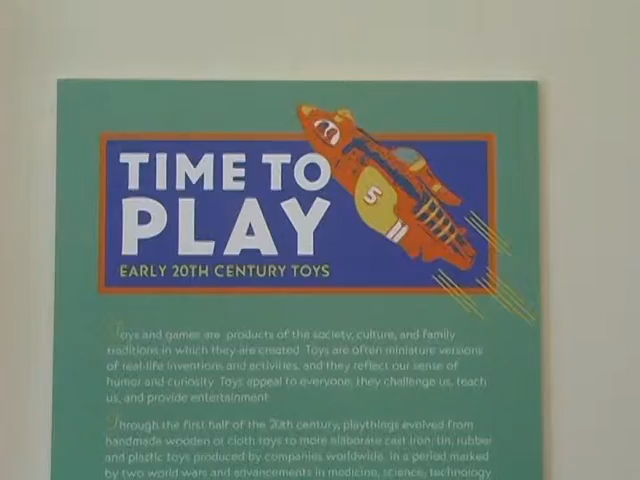 TIME TO
PLAY
EARLY 20TH CENTURY TOYS
5
Toys and games are products of the society, culture, and family
traditions in which they are created. Toys are often miniature versions
of real-life inventions and activities, and they reflect our sense of
humor and curiosity. Toys appeal to everyone; they challenge us, teach
us, and provide entertainment.
Through the first half of the 20th century, playthings evolved from
handmade wooden or cloth toys to more elaborate cast iron, tin, rubber
and plastic toys produced by companies worldwide. In a period marked
by two world wars and advancements in medicine, science, technology